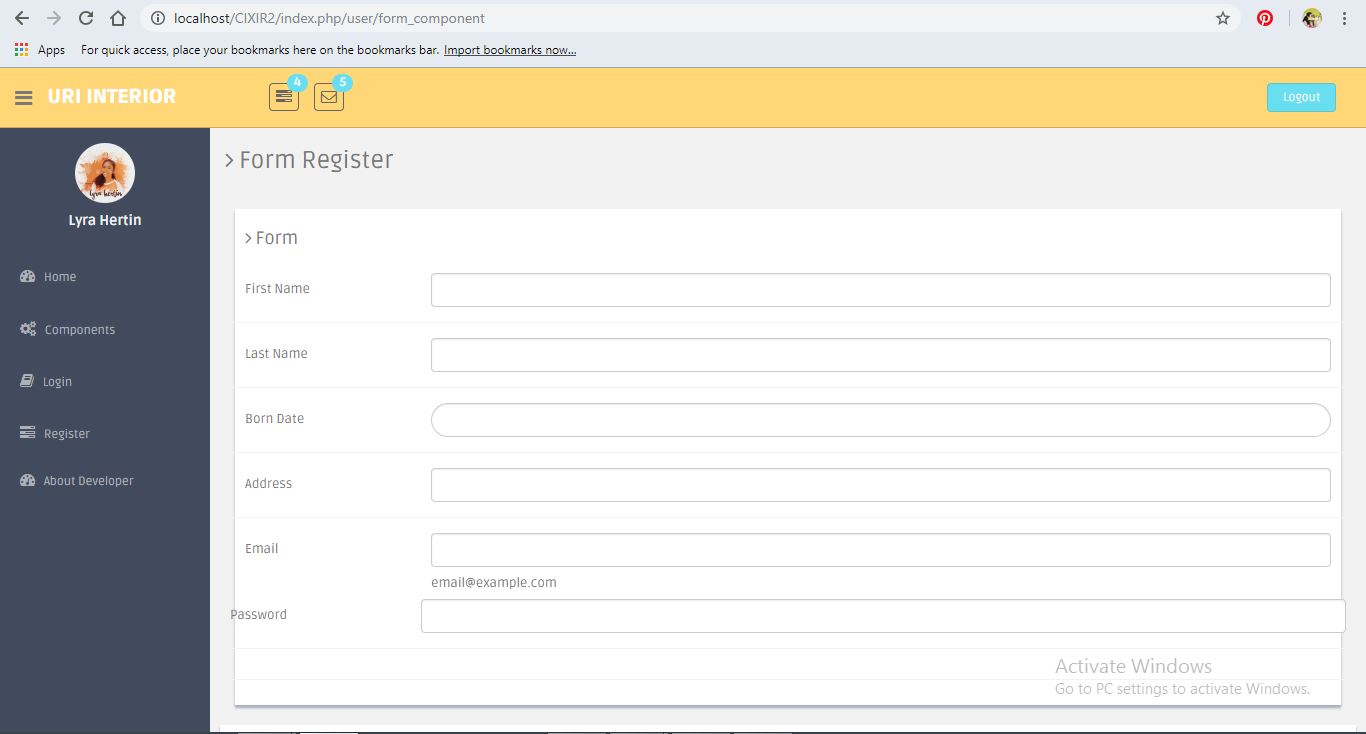 localhost/CIXIR2/index.php/user/form_component
Apps For quick access, place your bookmarks here on the bookmarks bar. Import bookmarks now...
URI INTERIOR 4 5 Logout
Lyra Hertin
Home
Components
Login
Register
About Developer
Form Register
Form
First Name
Last Name
Born Date
Address
Email
email@example.com
Password
Activate Windows
Go to PC settings to activate Windows.